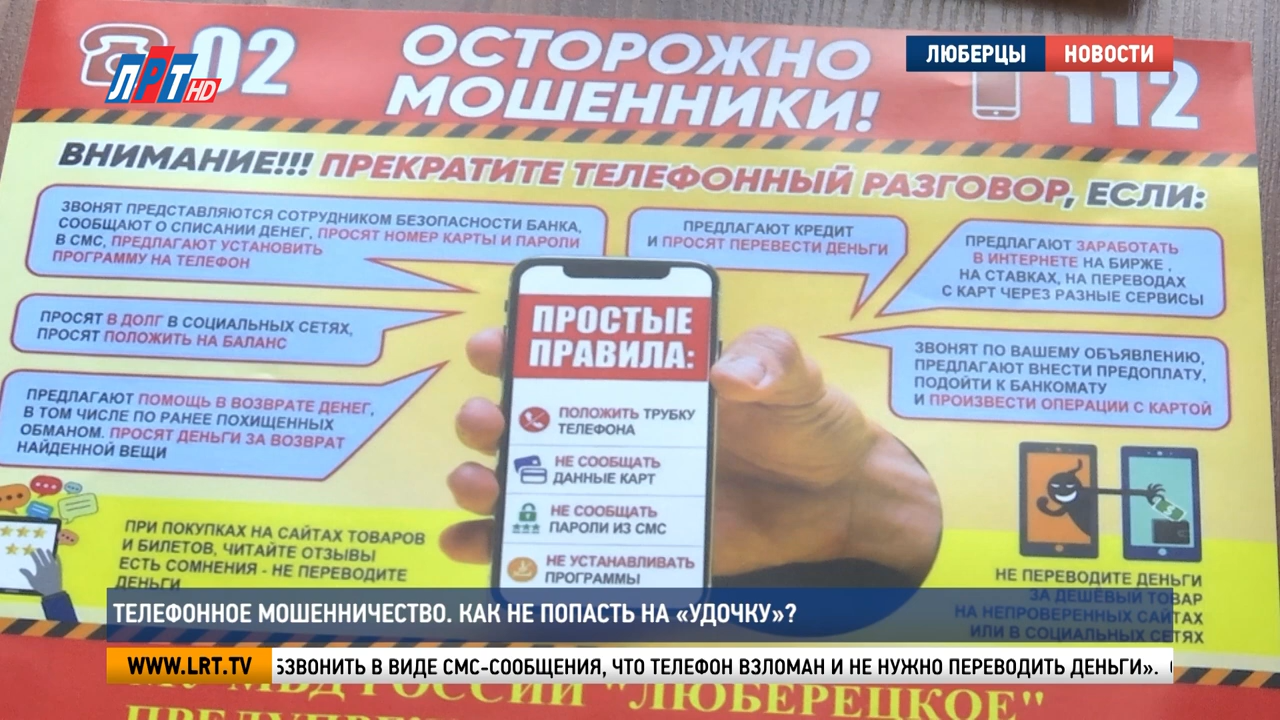 02
ЛРТ HD
ОСТОРОЖНО
МОШЕННИКИ!
ЛЮБЕРЦЫ НОВОСТИ
112
ВНИМАНИЕ!!! ПРЕКРАТИТЕ ТЕЛЕФОННЫЙ РАЗГОВОР, ЕСЛИ:
ЗВОНЯТ ПРЕДСТАВЛЯЮТСЯ СОТРУДНИКОМ БЕЗОПАСНОСТИ БАНКА,
СООБЩАЮТ О СПИСАНИИ ДЕНЕГ, ПРОСЯТ НОМЕР КАРТЫ И ПАРОЛИ
В СМС, ПРЕДЛАГАЮТ УСТАНОВИТЬ
ПРОГРАММУ НА ТЕЛЕФОН
ПРЕДЛАГАЮТ КРЕДИТ
И ПРОСЯТ ПЕРЕВЕСТИ ДЕНЬГИ
ПРЕДЛАГАЮТ ЗАРАБОТАТЬ
В ИНТЕРНЕТЕ НА БИРЖЕ ,
НА СТАВКАХ, НА ПЕРЕВОДАХ
С КАРТ ЧЕРЕЗ РАЗНЫЕ СЕРВИСЫ
ПРОСЯТ В ДОЛГ В СОЦИАЛЬНЫХ СЕТЯХ,
ПРОСЯТ ПОЛОЖИТЬ НА БАЛАНС
ЗВОНЯТ ПО ВАШЕМУ ОБЪЯВЛЕНИЮ,
ПРЕДЛАГАЮТ ВНЕСТИ ПРЕДОПЛАТУ,
ПОДОЙТИ К БАНКОМАТУ
И ПРОИЗВЕСТИ ОПЕРАЦИИ С КАРТОЙ
ПРЕДЛАГАЮТ ПОМОЩЬ В ВОЗВРАТЕ ДЕНЕГ,
В ТОМ ЧИСЛЕ ПО РАНЕЕ ПОХИЩЕННЫХ
ОБМАНОМ. ПРОСЯТ ДЕНЬГИ ЗА ВОЗВРАТ
НАЙДЕННОЙ ВЕЩИ
ПРОСТЫЕ
ПРАВИЛА:
ПОЛОЖИТЬ ТРУБКУ
ТЕЛЕФОНА
НЕ СООБЩАТЬ
ДАННЫЕ КАРТ
НЕ СООБЩАТЬ
ПАРОЛИ ИЗ СМС
НЕ УСТАНАВЛИВАТЬ
ПРОГРАММЫ
ПРИ ПОКУПКАХ НА САЙТАХ ТОВАРОВ
И БИЛЕТОВ, ЧИТАЙТЕ ОТЗЫВЫ
ЕСТЬ СОМНЕНИЯ - НЕ ПЕРЕВОДИТЕ
ДЕНЬГИ
НЕ ПЕРЕВОДИТЕ ДЕНЬГИ
ЗА ДЕШЁВЫЙ ТОВАР
НА НЕПРОВЕРЕННЫХ САЙТАХ
ИЛИ В СОЦИАЛЬНЫХ СЕТЯХ
ТЕЛЕФОННОЕ МОШЕННИЧЕСТВО. КАК НЕ ПОПАСТЬ НА «УДОЧКУ»?
WWW.LRT.TV
ЗВОНИТЬ В ВИДЕ СМС-СООБЩЕНИЯ, ЧТО ТЕЛЕФОН ВЗЛОМАН И НЕ НУЖНО ПЕРЕВОДИТЬ ДЕНЬГИ».
МУ МВД РОССИИ "ЛЮБЕРЕЦКОЕ"